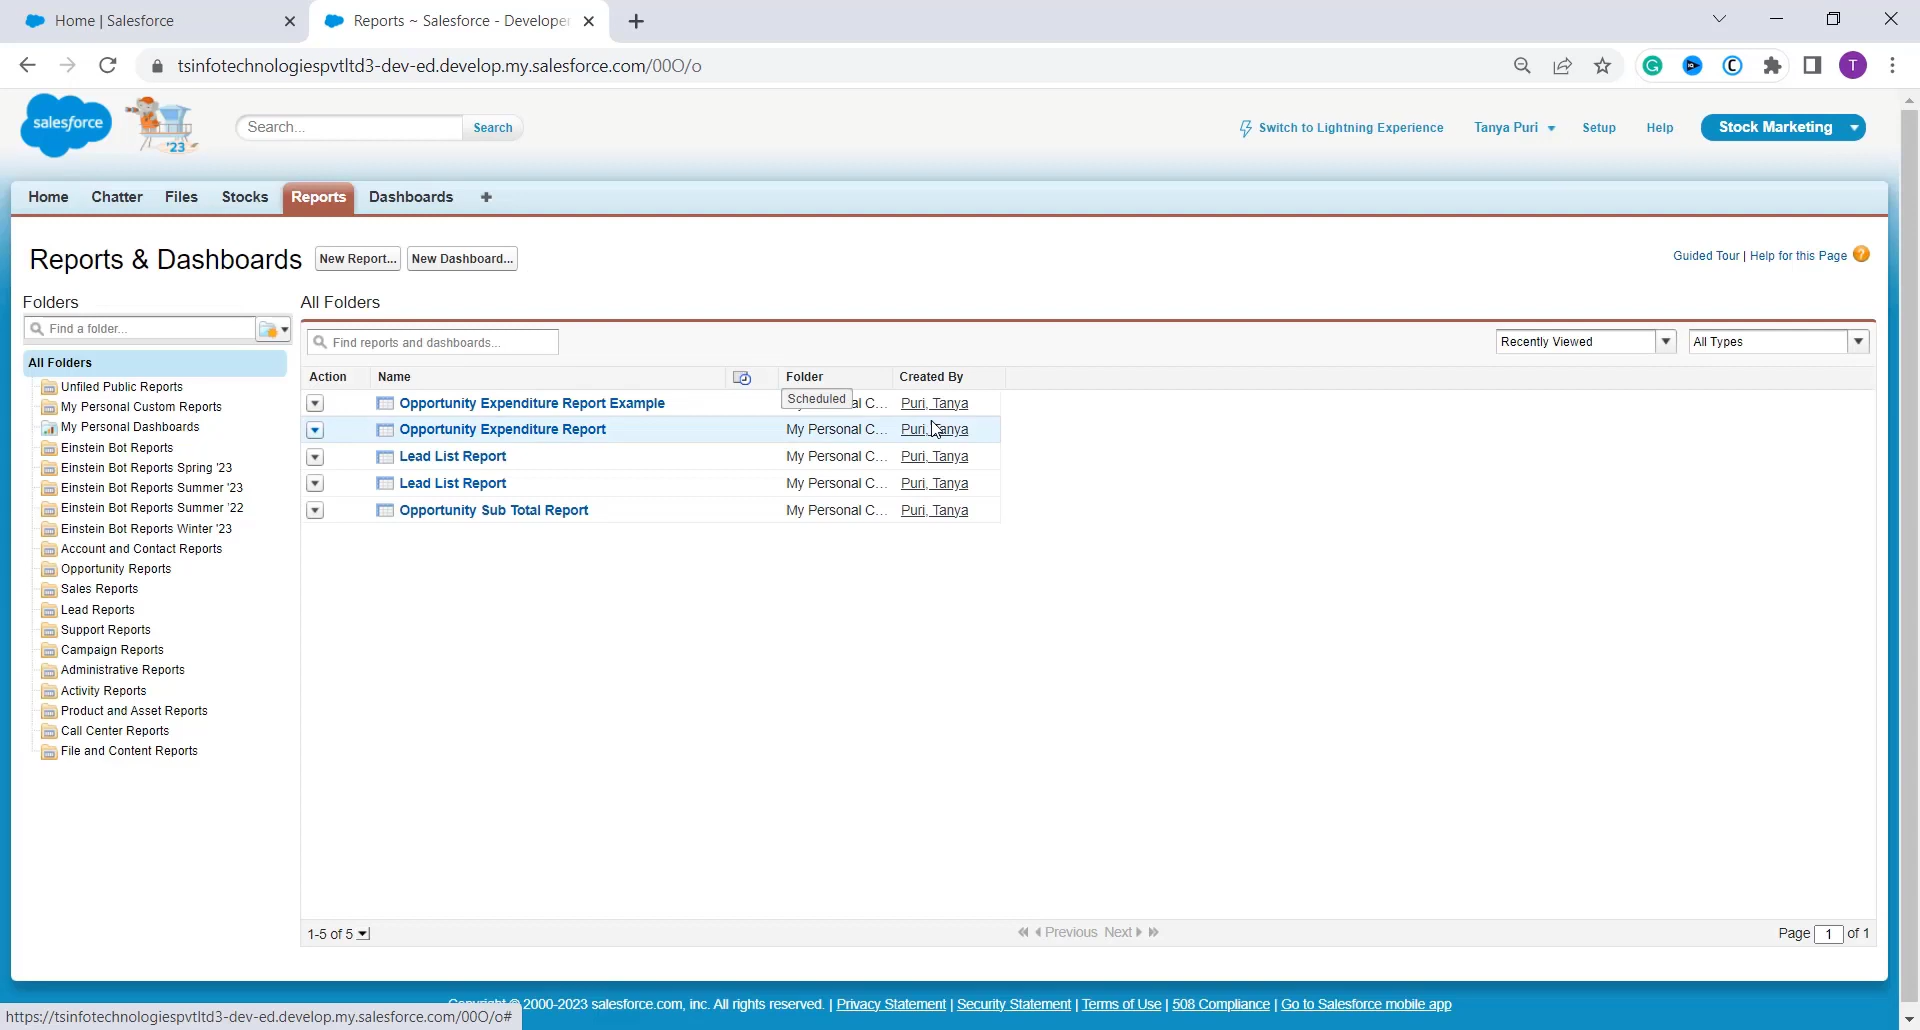 Home | Salesforce
Reports ~ Salesforce - Developer
tsinfotechnologiespvtltd3-dev-ed.develop.my.salesforce.com/00O/o
salesforce
'23
Search...
Search
Switch to Lightning Experience
Tanya Puri
Setup
Help
Stock Marketing
Home
Chatter
Files
Stocks
Reports
Dashboards
+
Reports & Dashboards
New Report...
New Dashboard...
Guided Tour | Help for this Page
Folders
Find a folder...
All Folders
Unfiled Public Reports
My Personal Custom Reports
My Personal Dashboards
Einstein Bot Reports
Einstein Bot Reports Spring '23
Einstein Bot Reports Summer '23
Einstein Bot Reports Summer '22
Einstein Bot Reports Winter '23
Account and Contact Reports
Opportunity Reports
Sales Reports
Lead Reports
Support Reports
Campaign Reports
Administrative Reports
Activity Reports
Product and Asset Reports
Call Center Reports
File and Content Reports
All Folders
Find reports and dashboards...
Recently Viewed
All Types
Action Name Folder Created By
Scheduled
Opportunity Expenditure Report Example al C... Puri, Tanya
Opportunity Expenditure Report My Personal C... Puri, Tanya
Lead List Report My Personal C... Puri, Tanya
Lead List Report My Personal C... Puri, Tanya
Opportunity Sub Total Report My Personal C... Puri, Tanya
1-5 of 5
Previous Next
Page 1 of 1
Copyright © 2000-2023 salesforce.com, inc. All rights reserved. | Privacy Statement | Security Statement | Terms of Use | 508 Compliance | Go to Salesforce mobile app
https://tsinfotechnologiespvtltd3-dev-ed.develop.my.salesforce.com/00O/o#
T